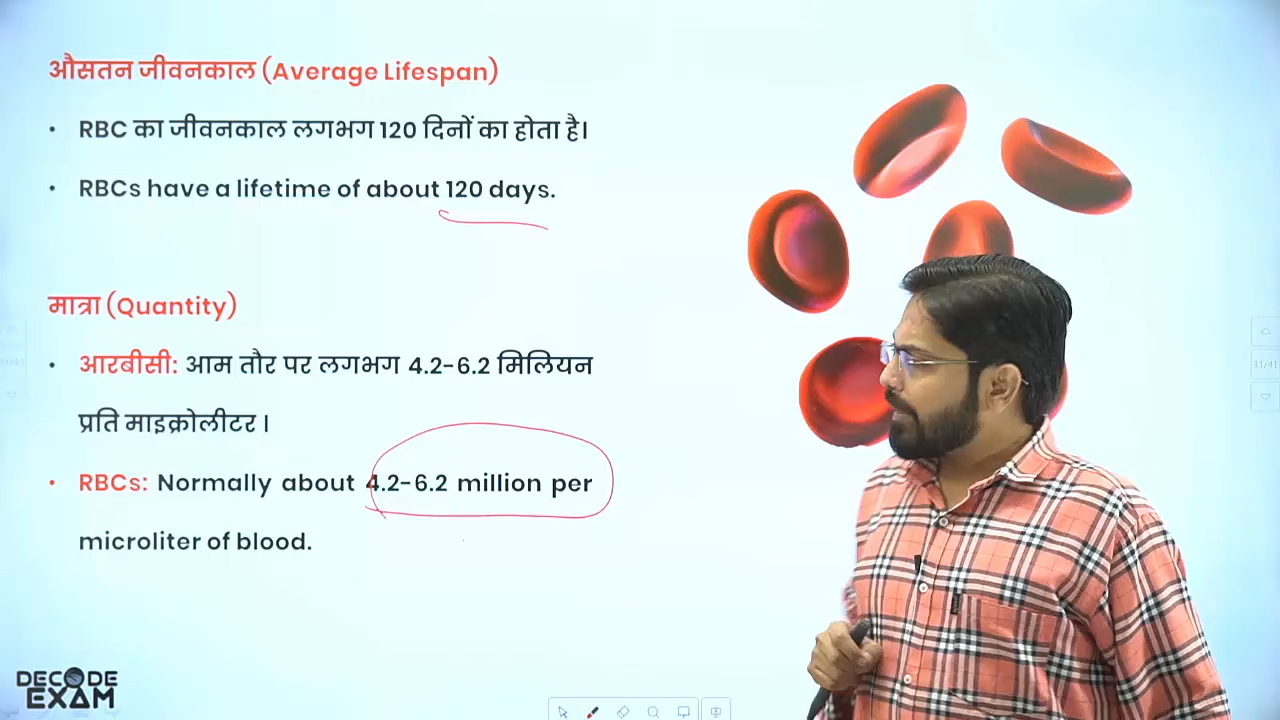 औसतन जीवनकाल (Average Lifespan)
• RBC का जीवनकाल लगभग 120 दिनों का होता है।
• RBCs have a lifetime of about 120 days.
मात्रा (Quantity)
• आरबीसी: आम तौर पर लगभग 4.2-6.2 मिलियन
प्रति माइक्रोलीटर ।
• RBCs: Normally about 4.2-6.2 million per
microliter of blood.
31/41
DECODE
EXAM